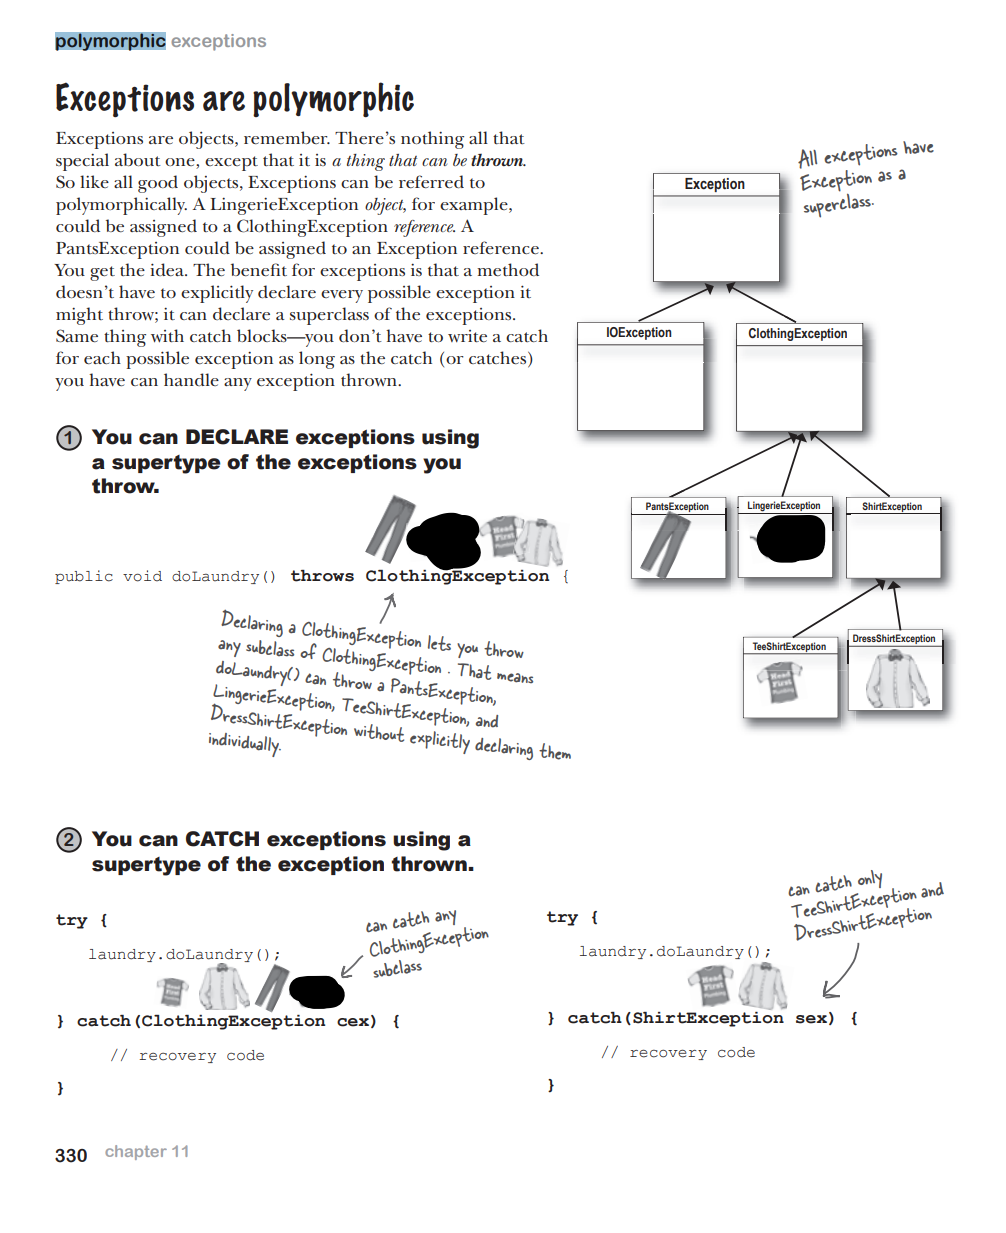 polymorphic exceptions
Exceptions are polymorphic
Exceptions are objects, remember. There's nothing all that
special about one, except that it is a thing that can be thrown.
So like all good objects, Exceptions can be referred to
polymorphically. A LingerieException object, for example,
could be assigned to a ClothingException reference. A
PantsException could be assigned to an Exception reference.
You get the idea. The benefit for exceptions is that a method
doesn't have to explicitly declare every possible exception it
might throw; it can declare a superclass of the exceptions.
Same thing with catch blocks—you don't have to write a catch
for each possible exception as long as the catch (or catches)
you have can handle any exception thrown.
All exceptions have
Exception as a
superclass.
Exception
IOException
ClothingException
PantsException
LingerieException
ShirtException
TeeShirtException
Head
First
DressShirtException
1 You can DECLARE exceptions using
a supertype of the exceptions you
throw.
Head
First
public void doLaundry() throws ClothingException {
Declaring a ClothingException lets you throw
any subclass of ClothingException . That means
doLaundry() can throw a PantsException,
LingerieException, TeeShirtException, and
DressShirtException without explicitly declaring them
individually.
2 You can CATCH exceptions using a
supertype of the exception thrown.
try {
laundry.doLaundry();
Head
First
} catch(ClothingException cex) {
// recovery code
}
can catch any
ClothingException
subclass
try {
laundry.doLaundry();
Head
First
} catch(ShirtException sex) {
// recovery code
}
can catch only
TeeShirtException and
DressShirtException
330 chapter 11